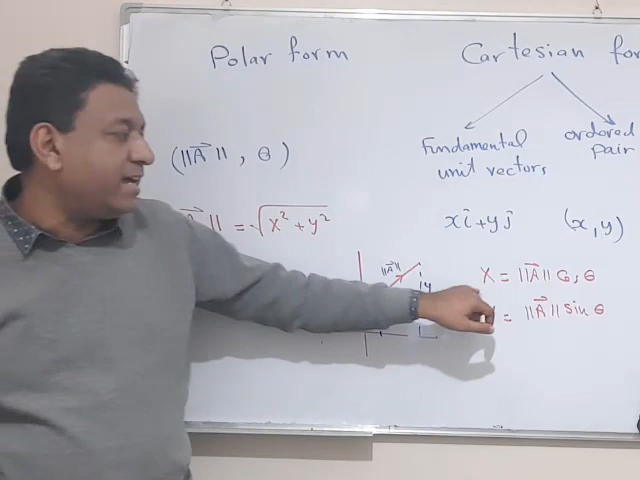 Polar form
Cartesian for
Fundamental
unit vectors
ordered
pair
(||A⃗||, θ)
|| = √x² + y²
xi + yj
(x, y)
||A⃗||
y
x = ||A⃗|| Cos θ
= ||A⃗|| sin θ